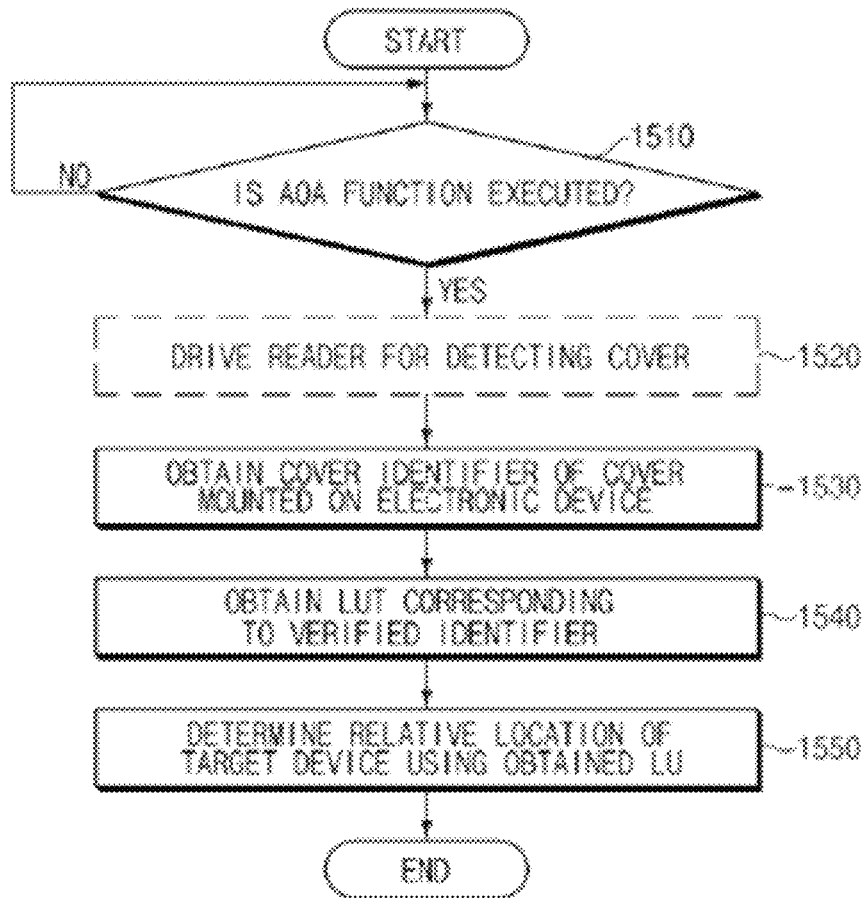 START
1510
NO
IS AOA FUNCTION EXECUTED?
YES
DRIVE READER FOR DETECTING COVER
1520
OBTAIN COVER IDENTIFIER OF COVER
MOUNTED ON ELECTRONIC DEVICE
1530
OBTAIN LUT CORRESPONDING
TO VERIFIED IDENTIFIER
1540
DETERMINE RELATIVE LOCATION OF
TARGET DEVICE USING OBTAINED LU
1550
END